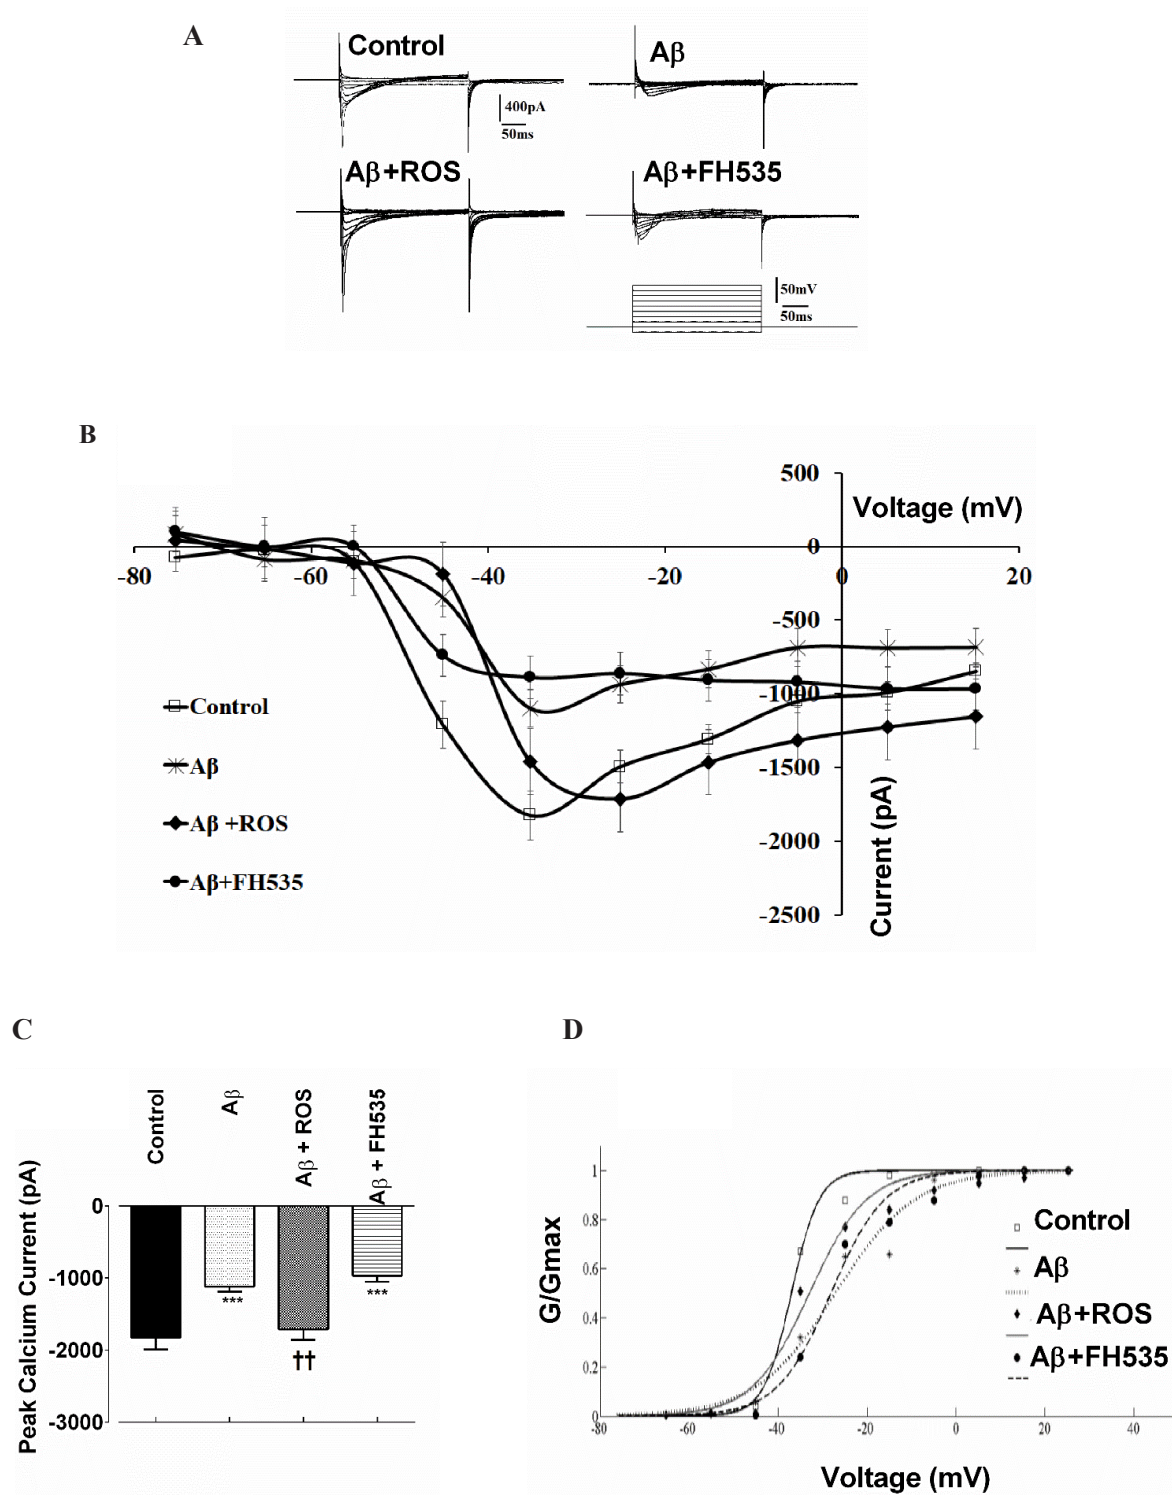 A
Control
Aβ
400pA
50ms
Aβ+ROS
Aβ+FH535
50mV
50ms
B
500
Voltage (mV)
0
-80
-60
-40
-20
0
20
-500
-1000
-1500
-2000
-2500
Current (pA)
Control
Aβ
Aβ +ROS
Aβ+FH535
C
Control
Aβ
Aβ + ROS
Aβ + FH535
Peak Calcium Current (pA)
0
-1000
-2000
-3000
***
††
***
D
G/Gmax
1
0.8
0.6
0.4
0.2
0
-80
-60
-40
-20
0
20
40
Control
Aβ
Aβ+ROS
Aβ+FH535
Voltage (mV)